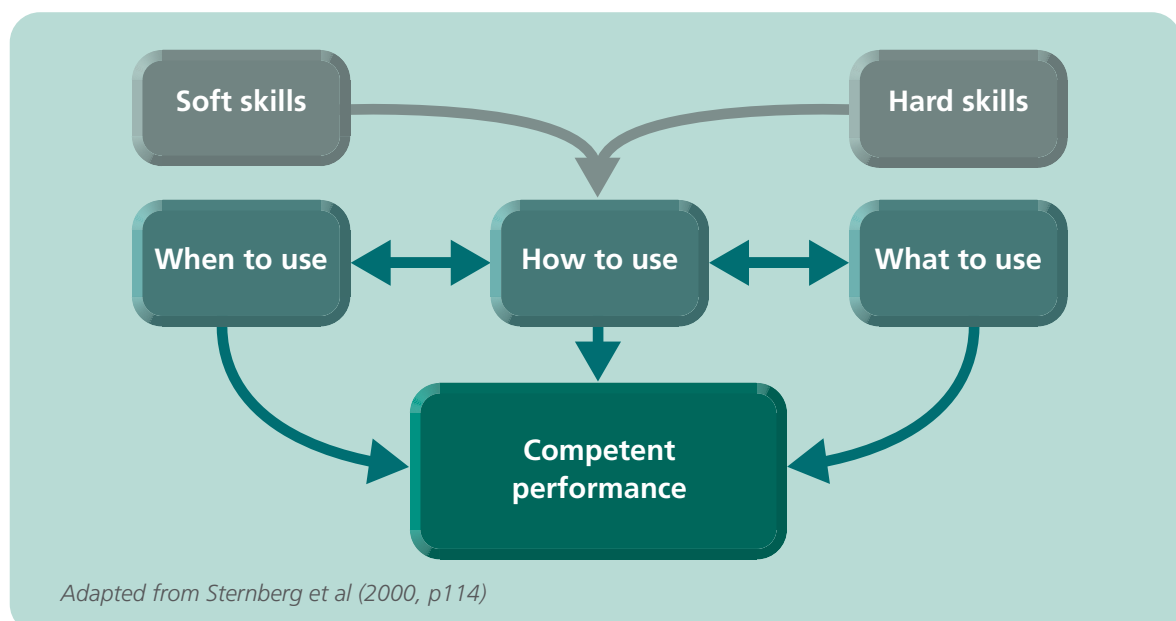 Soft skills
Hard skills
When to use
How to use
What to use
Competent
performance
Adapted from Sternberg et al (2000, p114)